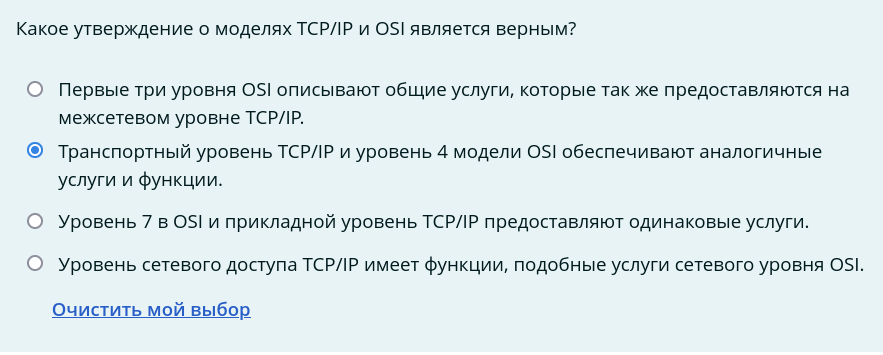 Какое утверждение о моделях TCP/IP и OSI является верным?
Первые три уровня OSI описывают общие услуги, которые так же предоставляются на
межсетевом уровне TCP/IP.
Транспортный уровень TCP/IP и уровень 4 модели OSI обеспечивают аналогичные
услуги и функции.
Уровень 7 в OSI и прикладной уровень TCP/IP предоставляют одинаковые услуги.
Уровень сетевого доступа TCP/IP имеет функции, подобные услуги сетевого уровня OSI.
Очистить мой выбор